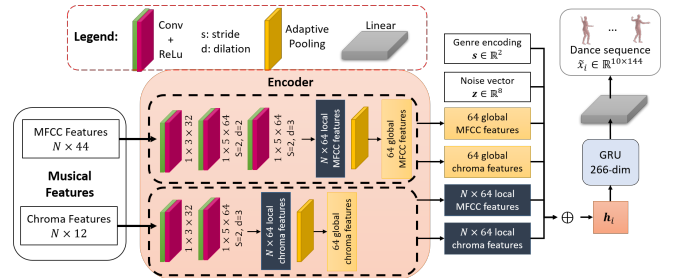 Legend:
Conv
+
ReLu
s: stride
d: dilation
Adaptive
Pooling
Linear
Encoder
Musical
Features
MFCC Features
N × 44
Chroma Features
N × 12
1 × 3 × 32
1 × 5 × 64
S=2, d=2
1 × 5 × 64
S=2, d=3
N × 64 local
MFCC features
64 global
MFCC features
1 × 3 × 32
1 × 5 × 64
S=2, d=3
N × 64 local
chroma features
64 global
chroma features
Genre encoding
s ∈ ℝ²
Noise vector
z ∈ ℝ⁸
64 global
MFCC features
64 global
chroma features
N × 64 local
MFCC features
N × 64 local
chroma features
⊕
h_i
GRU
266-dim
...
Dance sequence
x̃_i ∈ ℝ^{10×144}